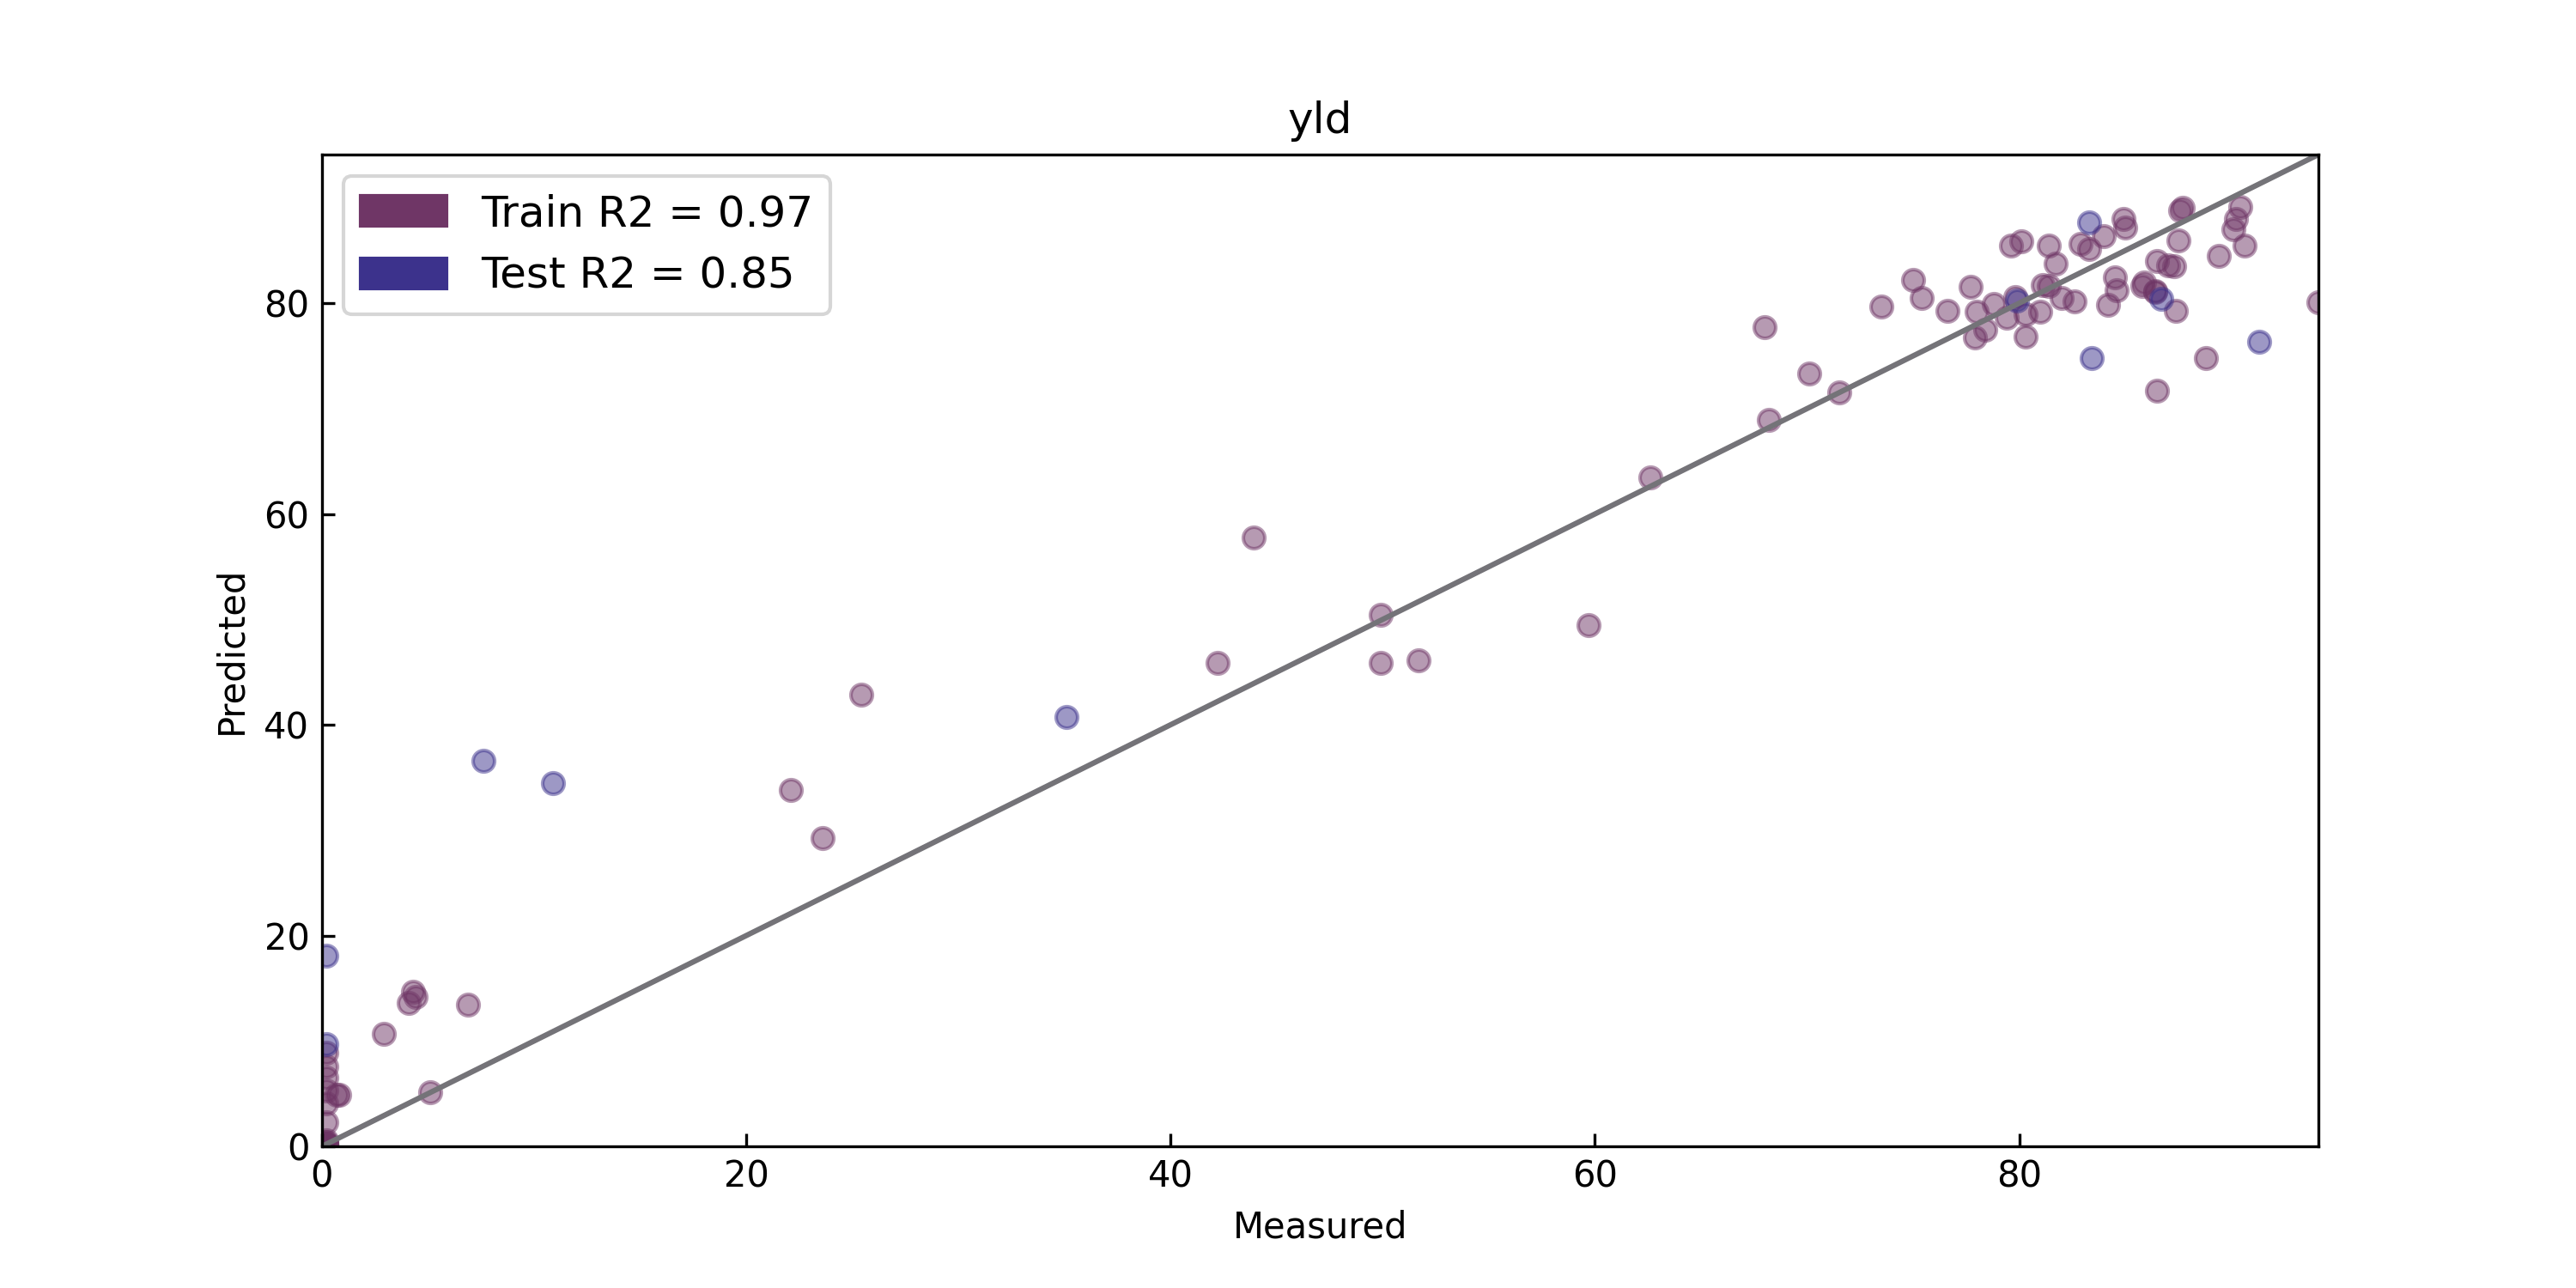 yld
Train R2 = 0.97
Test R2 = 0.85
80
60
40
20
0
Predicted
0 20 40 60 80
Measured